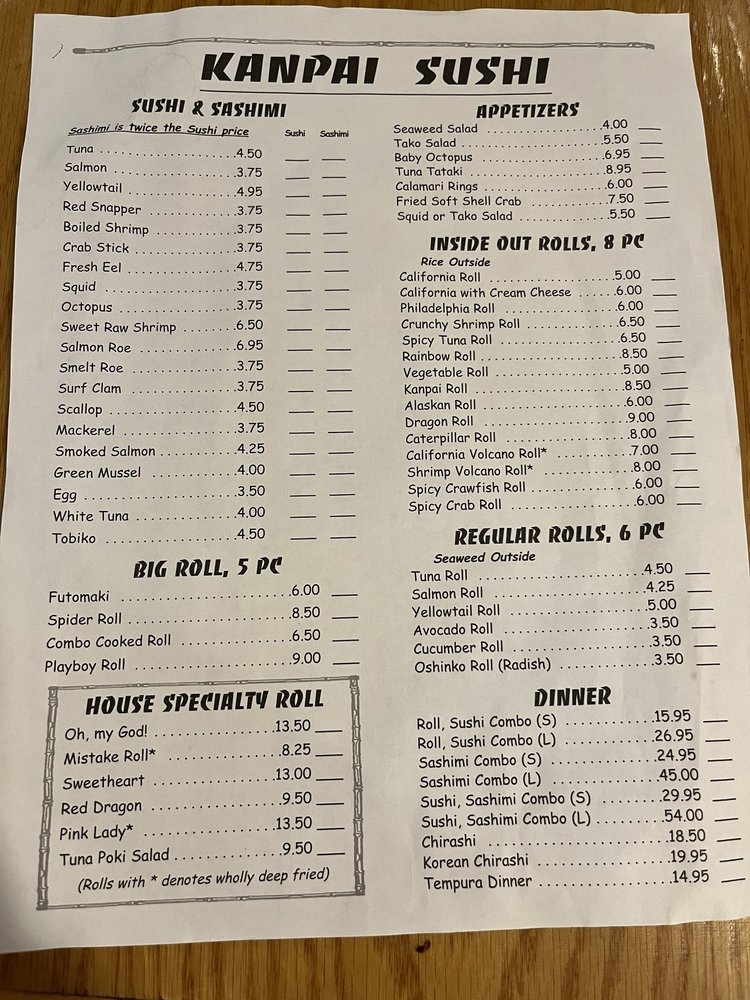 KANPAI SUSHI
SUSHI & SASHIMI
Sashimi is twice the Sushi price Sushi Sashimi
Tuna ....................4.50
Salmon ....................3.75
Yellowtail ....................4.95
Red Snapper ....................3.75
Boiled Shrimp ....................3.75
Crab Stick ....................3.75
Fresh Eel ....................4.75
Squid ....................3.75
Octopus ....................3.75
Sweet Raw Shrimp ....................6.50
Salmon Roe ....................6.95
Smelt Roe ....................3.75
Surf Clam ....................3.75
Scallop ....................4.50
Mackerel ....................3.75
Smoked Salmon ....................4.25
Green Mussel ....................4.00
Egg ....................3.50
White Tuna ....................4.00
Tobiko ....................4.50
BIG ROLL, 5 PC
Futomaki ....................6.00
Spider Roll ....................8.50
Combo Cooked Roll ....................6.50
Playboy Roll ....................9.00
HOUSE SPECIALTY ROLL
Oh, my God! ....................13.50
Mistake Roll* ....................8.25
Sweetheart ....................13.00
Red Dragon ....................9.50
Pink Lady* ....................13.50
Tuna Poki Salad ....................9.50
(Rolls with * denotes wholly deep fried)
APPETIZERS
Seaweed Salad ....................4.00
Tako Salad ....................5.50
Baby Octopus ....................6.95
Tuna Tataki ....................8.95
Calamari Rings ....................6.00
Fried Soft Shell Crab ....................7.50
Squid or Tako Salad ....................5.50
INSIDE OUT ROLLS, 8 PC
Rice Outside
California Roll ....................5.00
California with Cream Cheese ......6.00
Philadelphia Roll ....................6.00
Crunchy Shrimp Roll ....................6.50
Spicy Tuna Roll ....................6.50
Rainbow Roll ....................8.50
Vegetable Roll ....................5.00
Kanpai Roll ....................8.50
Alaskan Roll ....................6.00
Dragon Roll ....................9.00
Caterpillar Roll ....................8.00
California Volcano Roll* ....................7.00
Shrimp Volcano Roll* ....................8.00
Spicy Crawfish Roll ....................6.00
Spicy Crab Roll ....................6.00
REGULAR ROLLS, 6 PC
Seaweed Outside
Tuna Roll ....................4.50
Salmon Roll ....................4.25
Yellowtail Roll ....................5.00
Avocado Roll ....................3.50
Cucumber Roll ....................3.50
Oshinko Roll (Radish) ....................3.50
DINNER
Roll, Sushi Combo (S) ....................15.95
Roll, Sushi Combo (L) ....................26.95
Sashimi Combo (S) ....................24.95
Sashimi Combo (L) ....................45.00
Sushi, Sashimi Combo (S) .........29.95
Sushi, Sashimi Combo (L) .........54.00
Chirashi ....................18.50
Korean Chirashi ....................19.95
Tempura Dinner ....................14.95